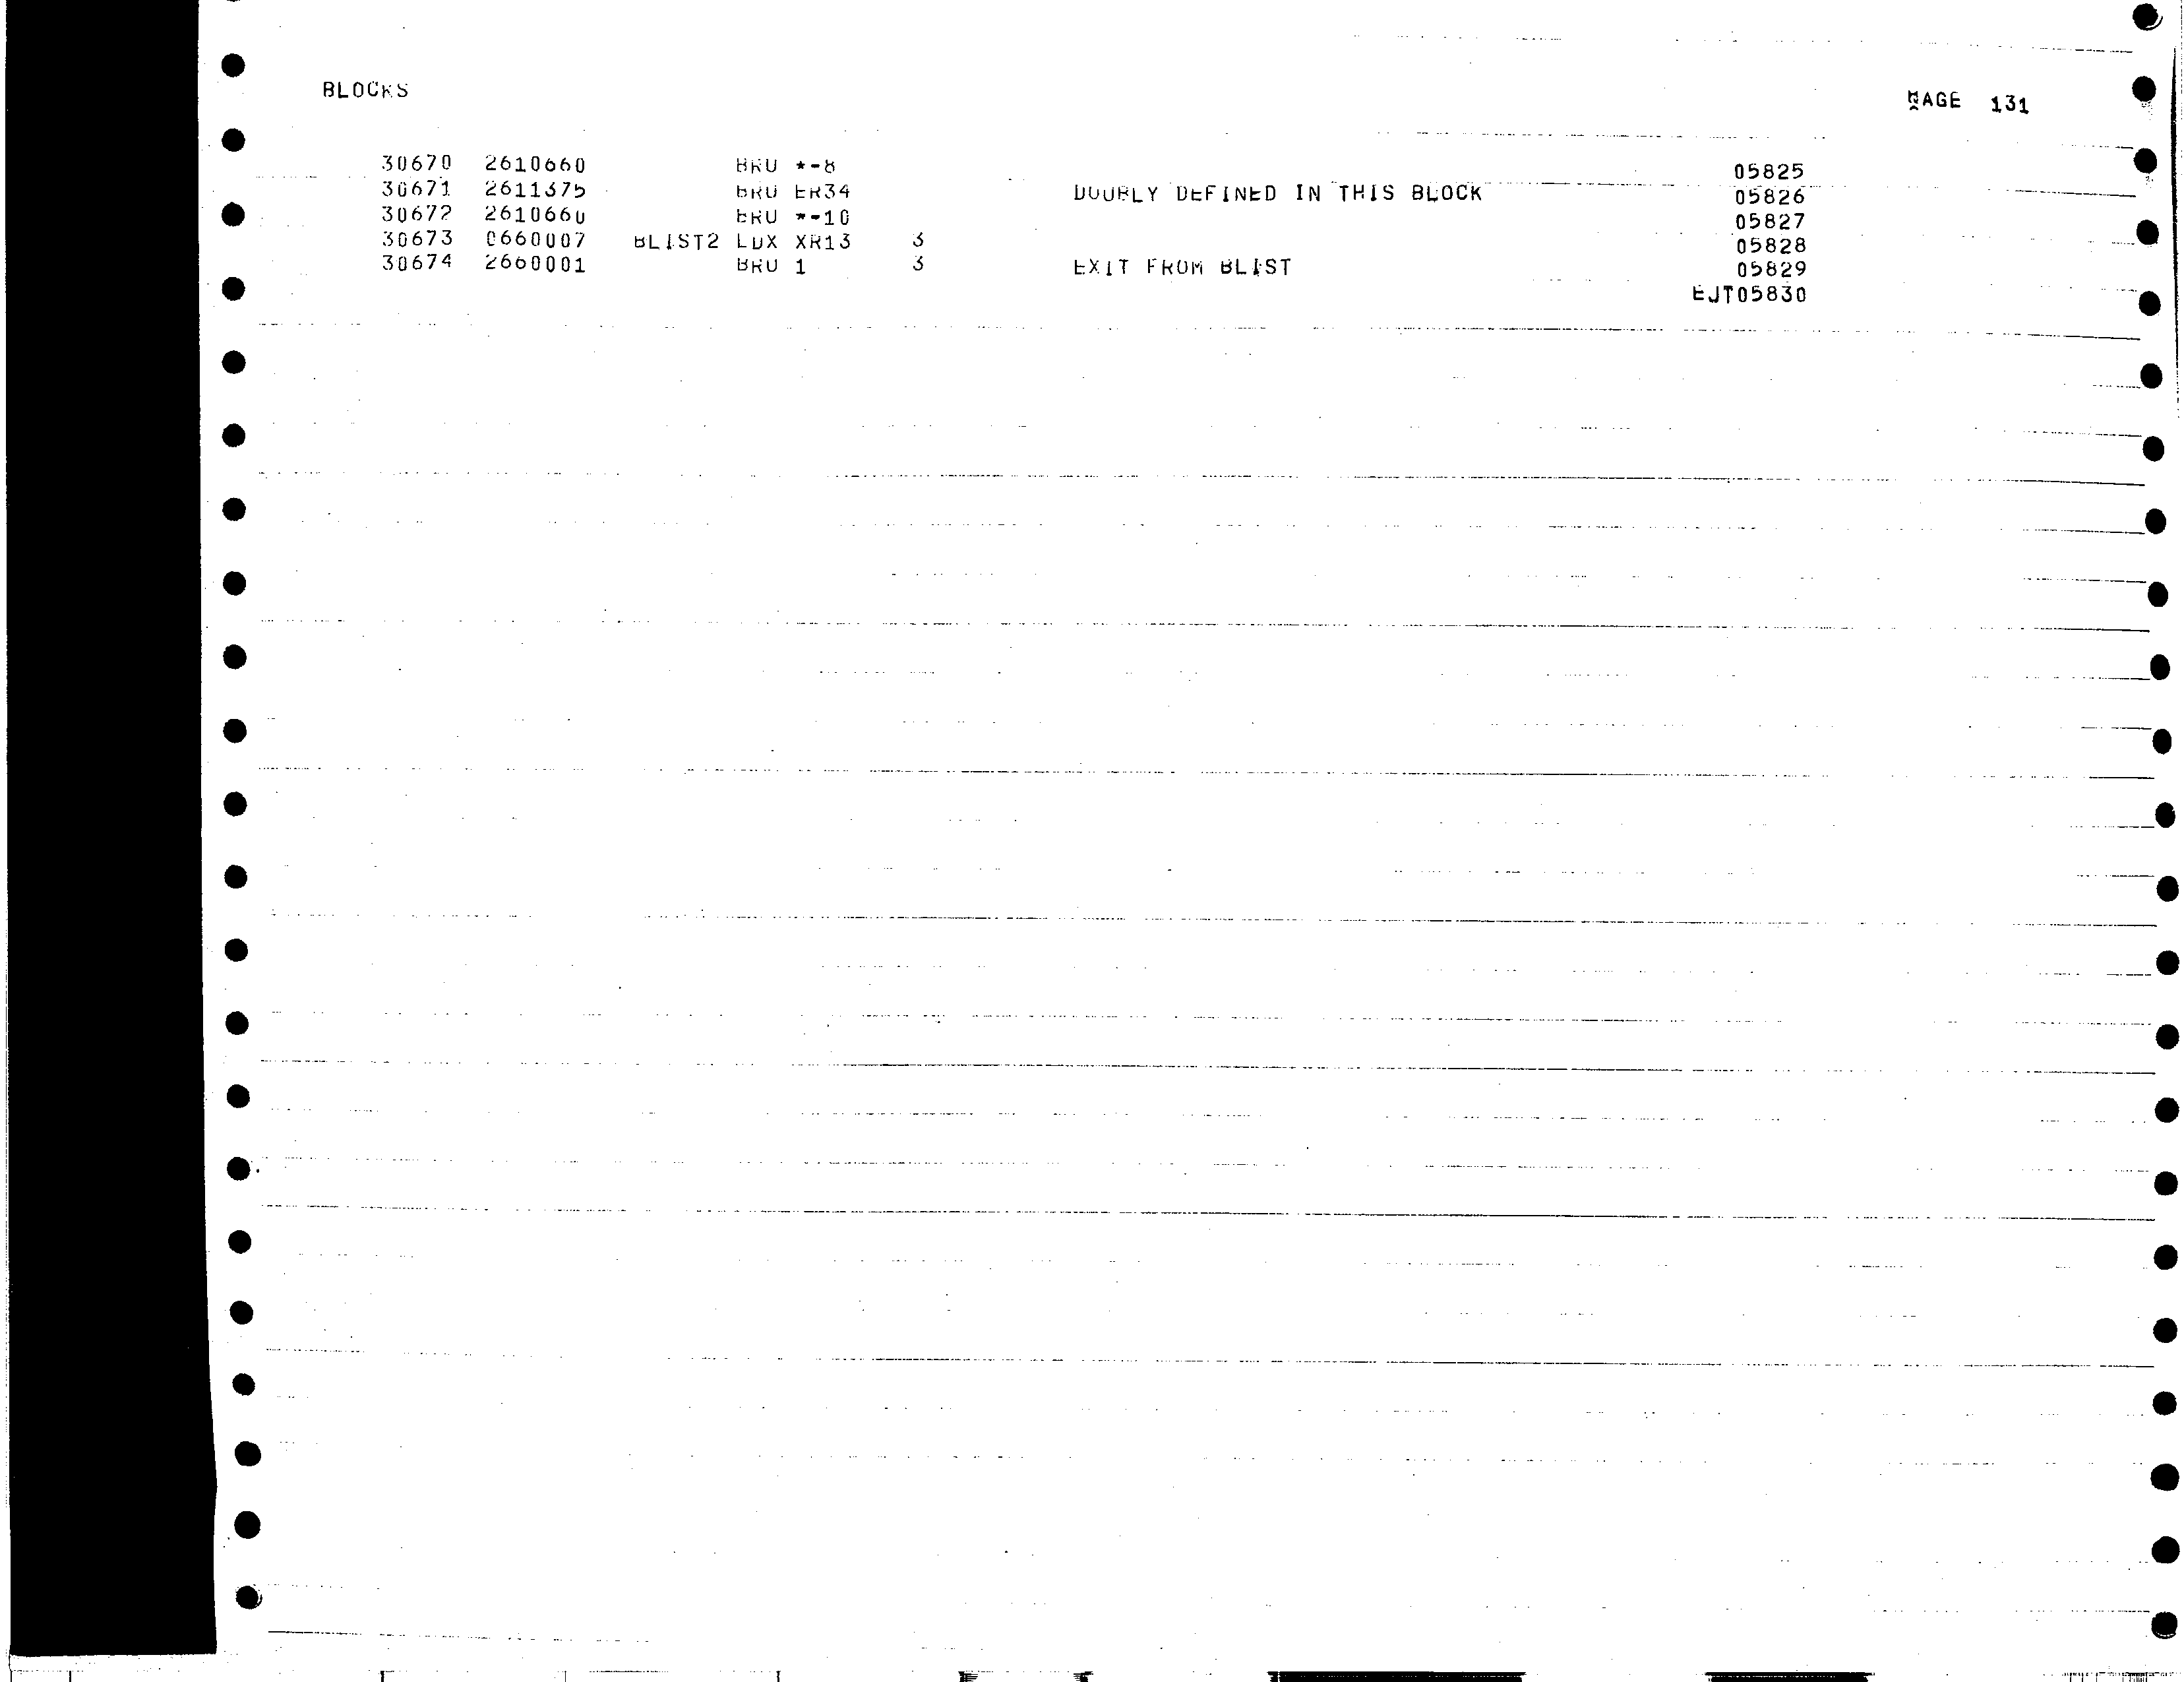 BLOCKS PAGE 131
30670 2610660 BRU *-8 05825
30671 2611375 BRU ER34 DOUBLY DEFINED IN THIS BLOCK 05826
30672 2610660 BRU *-10 05827
30673 0660007 BLIST2 LDX XR13 3 05828
30674 2660001 BRU 1 3 EXIT FROM BLIST 05829
EJT05830